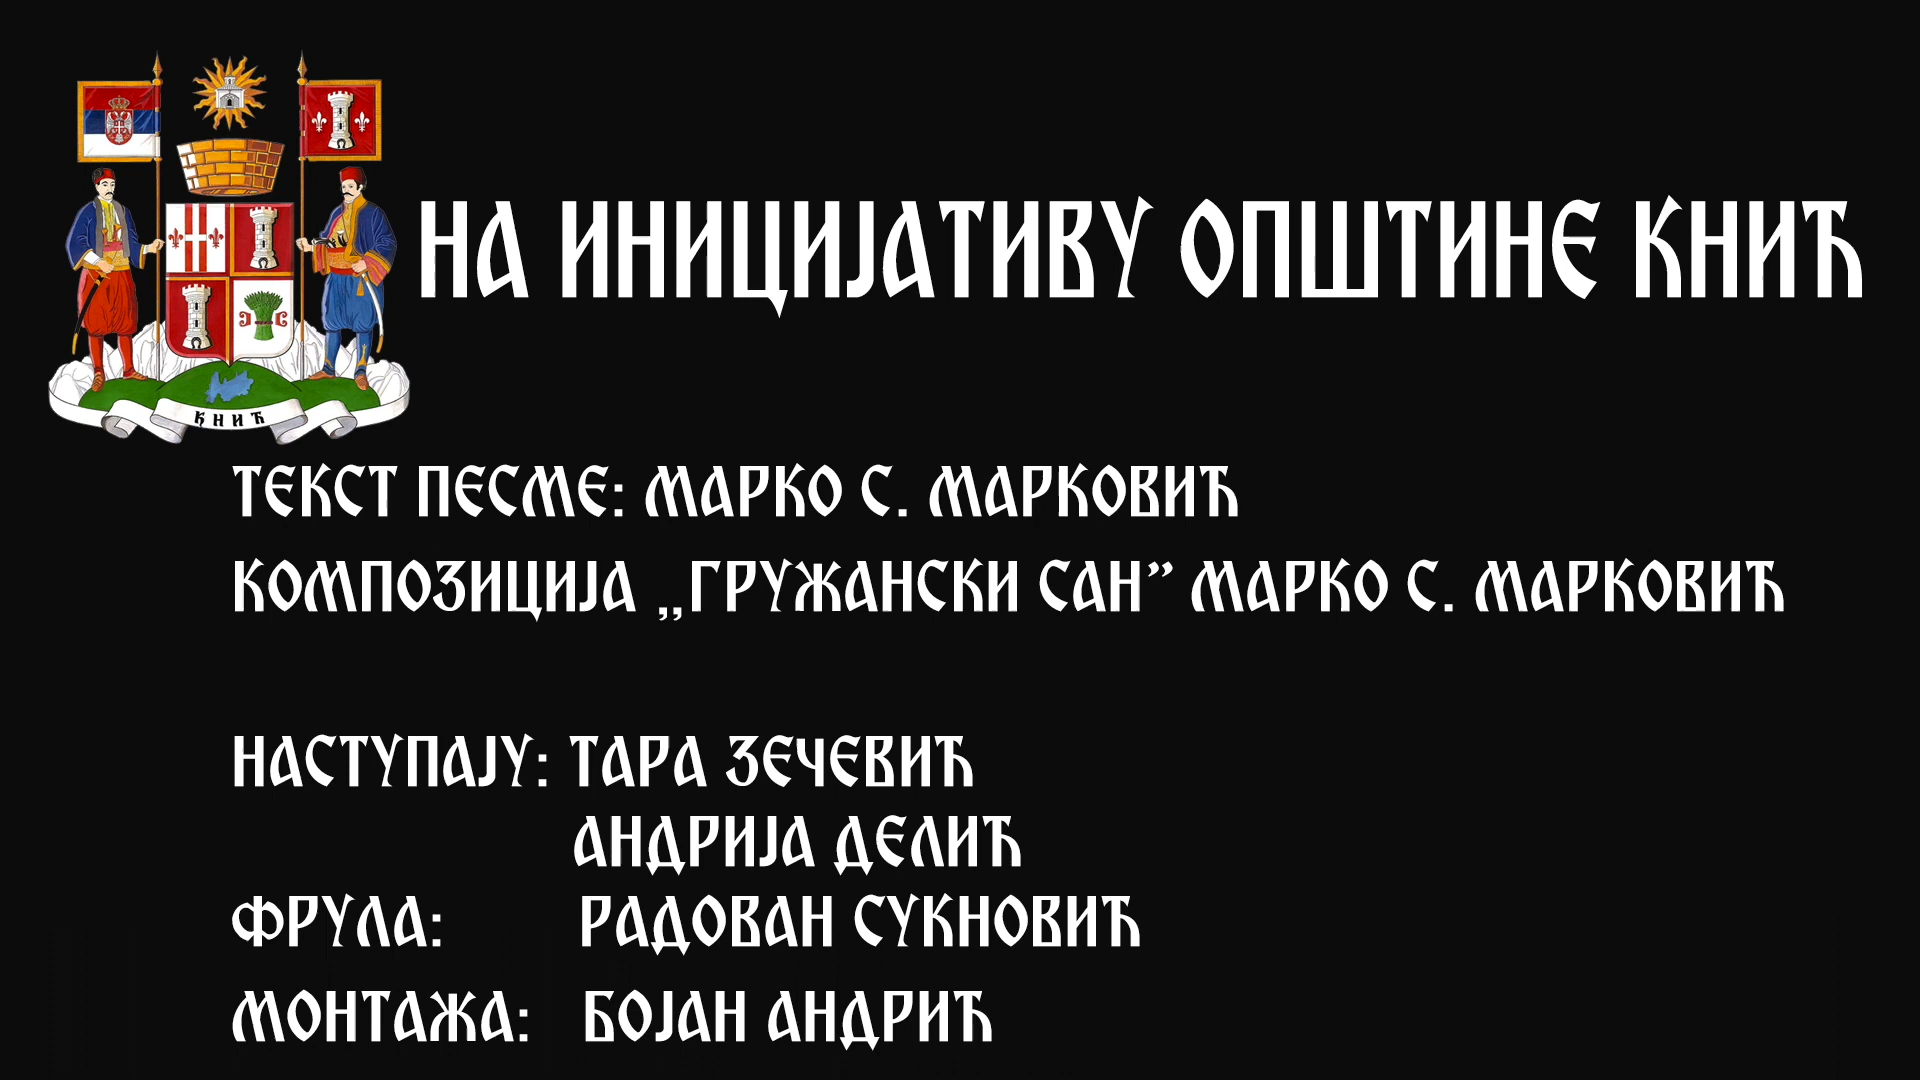 НА ИНИЦИЈАТИВУ ОПШТИНЕ КНИЋ
КНИЋ
ТЕКСТ ПЕСМЕ: МАРКО С. МАРКОВИЋ
КОМПОЗИЦИЈА ,,ГРУЖАНСКИ САН” МАРКО С. МАРКОВИЋ
НАСТУПАЈУ: ТАРА ЗЕЧЕВИЋ
АНДРИЈА ДЕЛИЋ
ФРУЛА: РАДОВАН СУКНОВИЋ
МОНТАЖА: БОЈАН АНДРИЋ